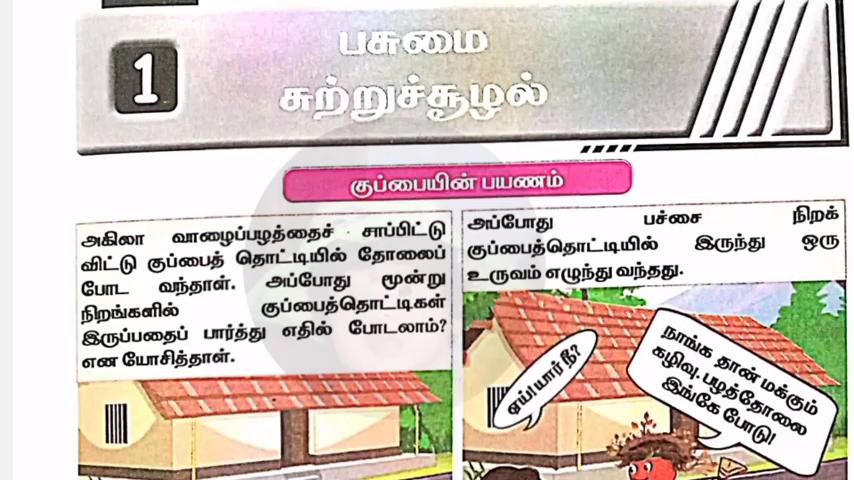 1
பசுமை
சுற்றுச்சூழல்
குப்பையின் பயணம்
அகிலா வாழைப்பழத்தைச் சாப்பிட்டு
விட்டு குப்பைத் தொட்டியில் தோலைப்
போட வந்தாள். அப்போது மூன்று
நிறங்களில் குப்பைத்தொட்டிகள்
இருப்பதைப் பார்த்து எதில் போடலாம்?
என யோசித்தாள்.
அப்போது பச்சை நிறக்
குப்பைத்தொட்டியில் இருந்து ஒரு
உருவம் எழுந்து வந்தது.
ஏய்! யார் நீ?
நாங்க தான் மக்கும்
கழிவு. பழத்தோலை
இங்கே போடு!